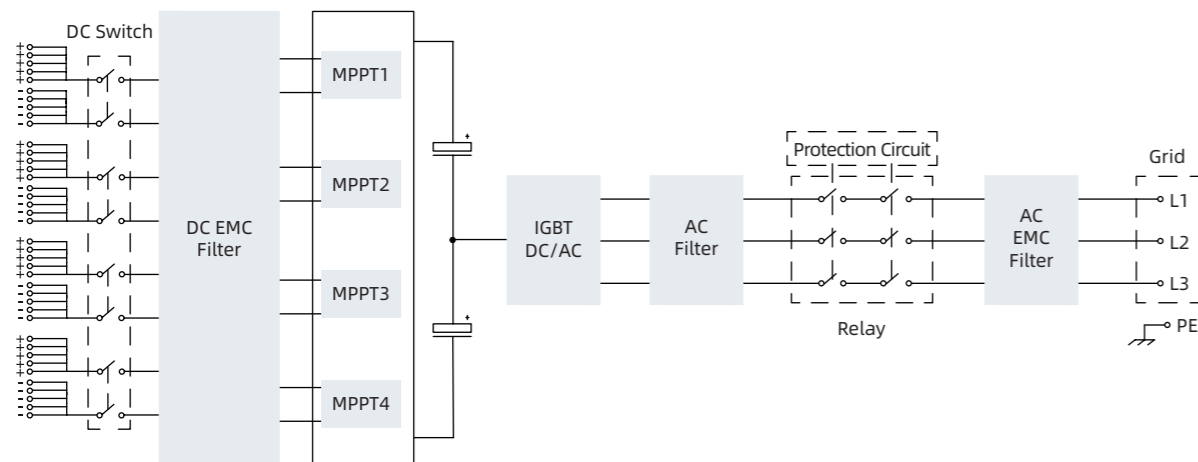 DC Switch
DC EMC
Filter
MPPT1
MPPT2
MPPT3
MPPT4
IGBT
DC/AC
AC
Filter
Protection Circuit
Relay
AC
EMC
Filter
Grid
L1
L2
L3
PE